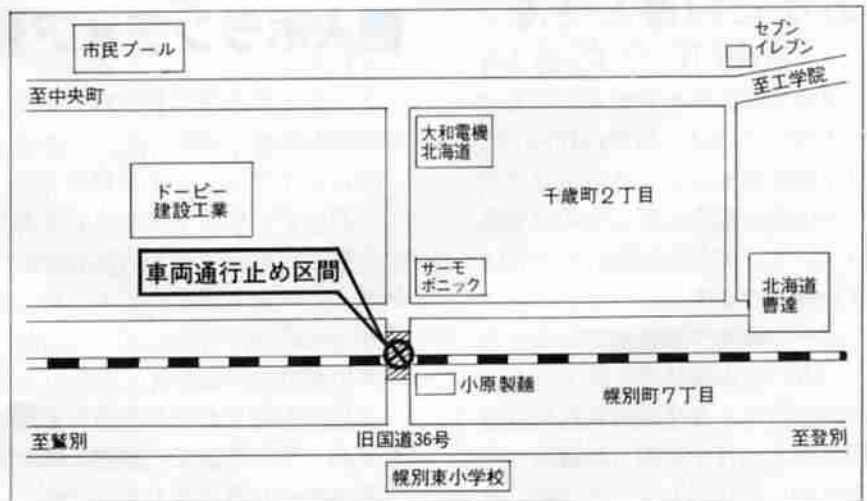 市民プール
セブン
イレブン
至工学院
至中央町
大和電機
北海道
千歳町2丁目
ドーピー
建設工業
車両通行止め区間
サーモ
ボニック
北海道
曹達
小原製麺
幌別町7丁目
至鷲別
旧国道36号
至登別
幌別東小学校